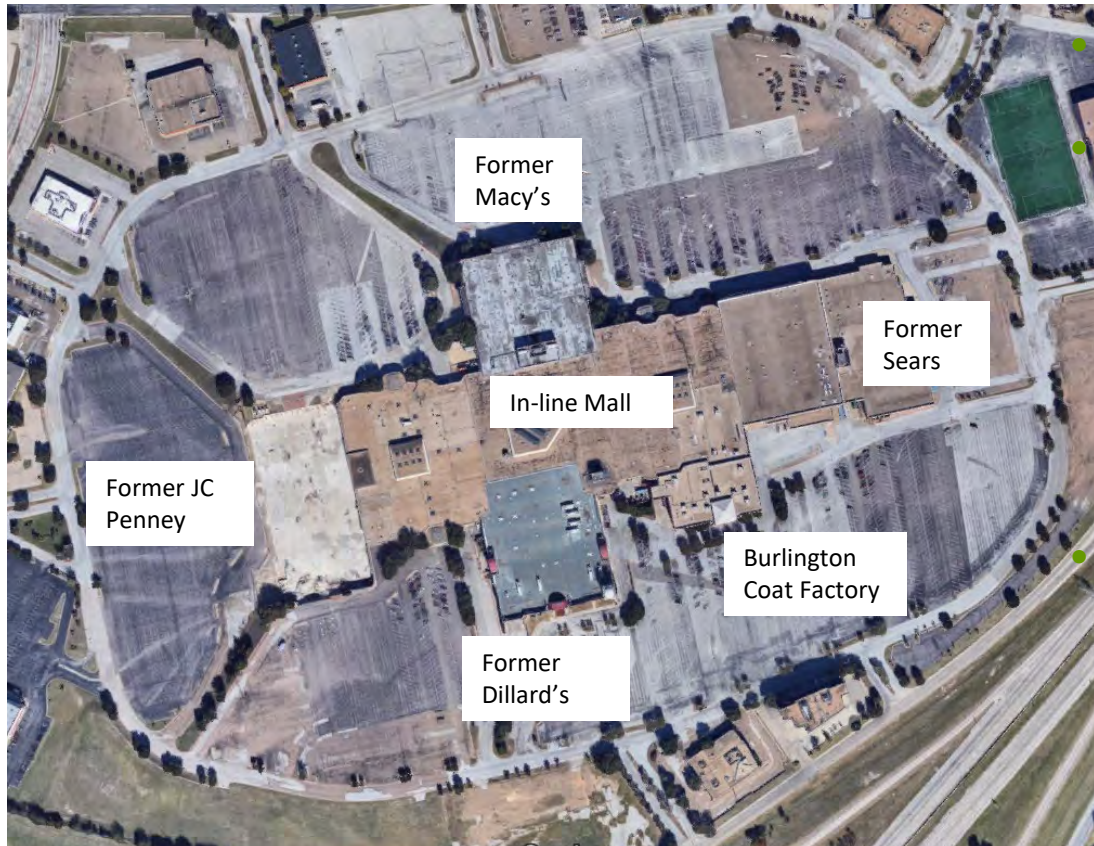 Former
Macy's
Former
Sears
In-line Mall
Former JC
Penney
Burlington
Coat Factory
Former
Dillard's